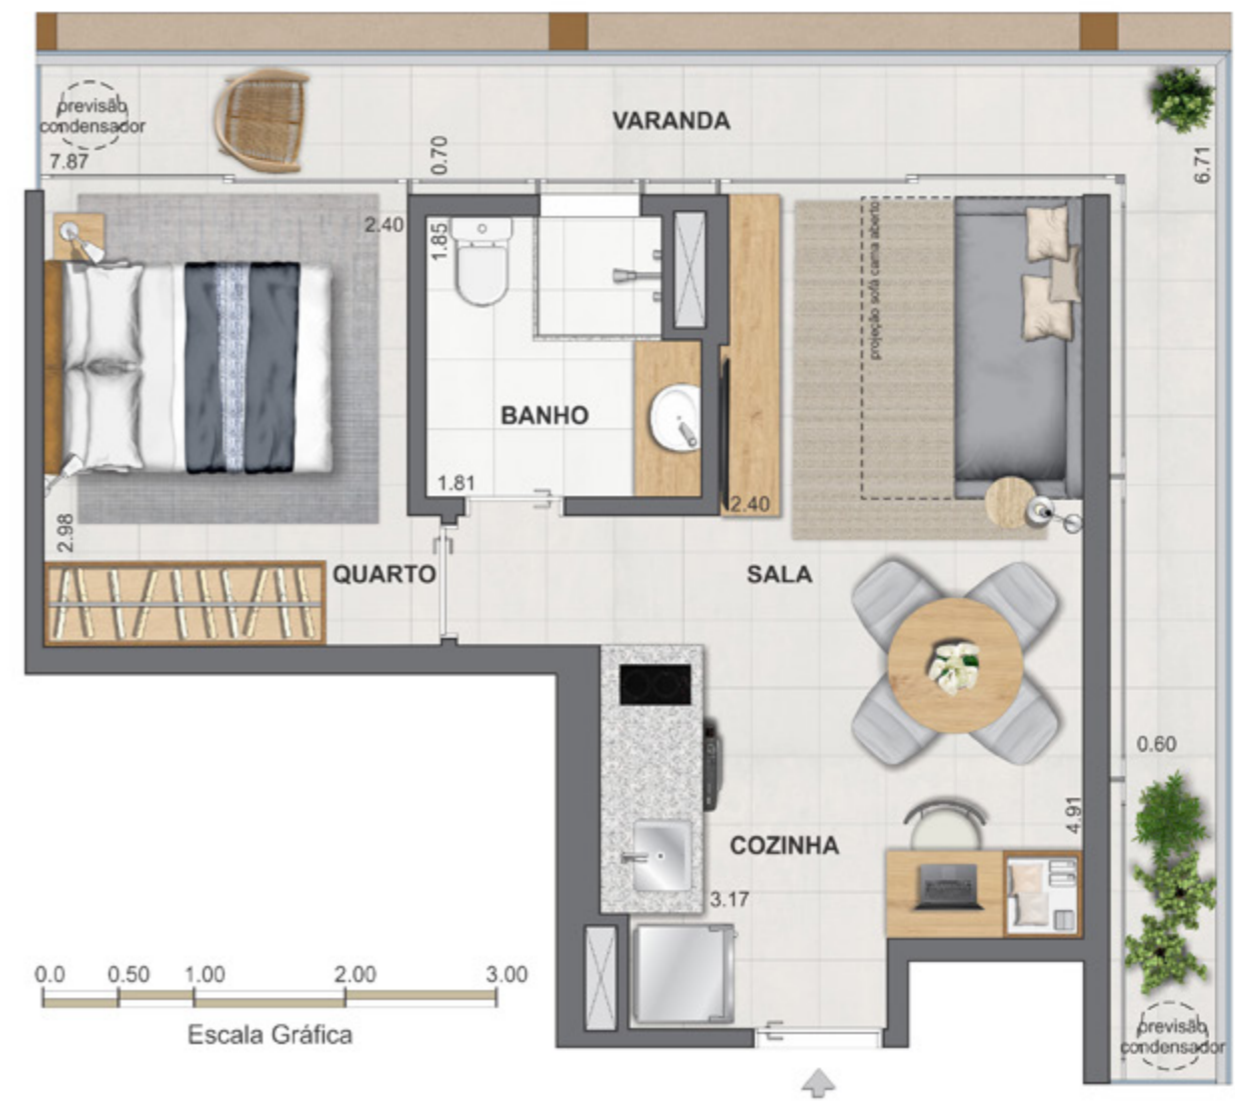 previsão
condensador
VARANDA
7.87
0.70
6.71
2.40
1.85
projeção sofá cama aberto
BANHO
1.81
2.40
2.98
QUARTO
SALA
0.60
4.91
COZINHA
3.17
0.0 0.50 1.00 2.00 3.00
Escala Gráfica
previsão
condensador